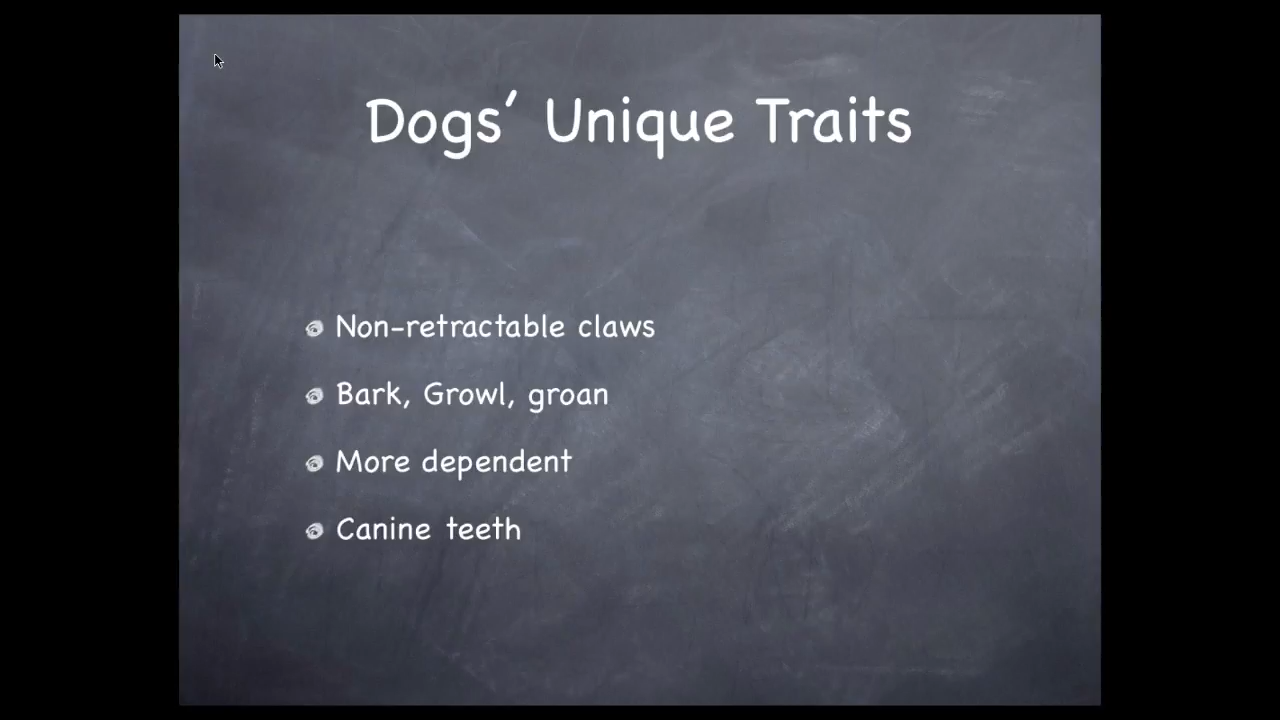 Dogs’ Unique Traits
Non-retractable claws
Bark, Growl, groan
More dependent
Canine teeth